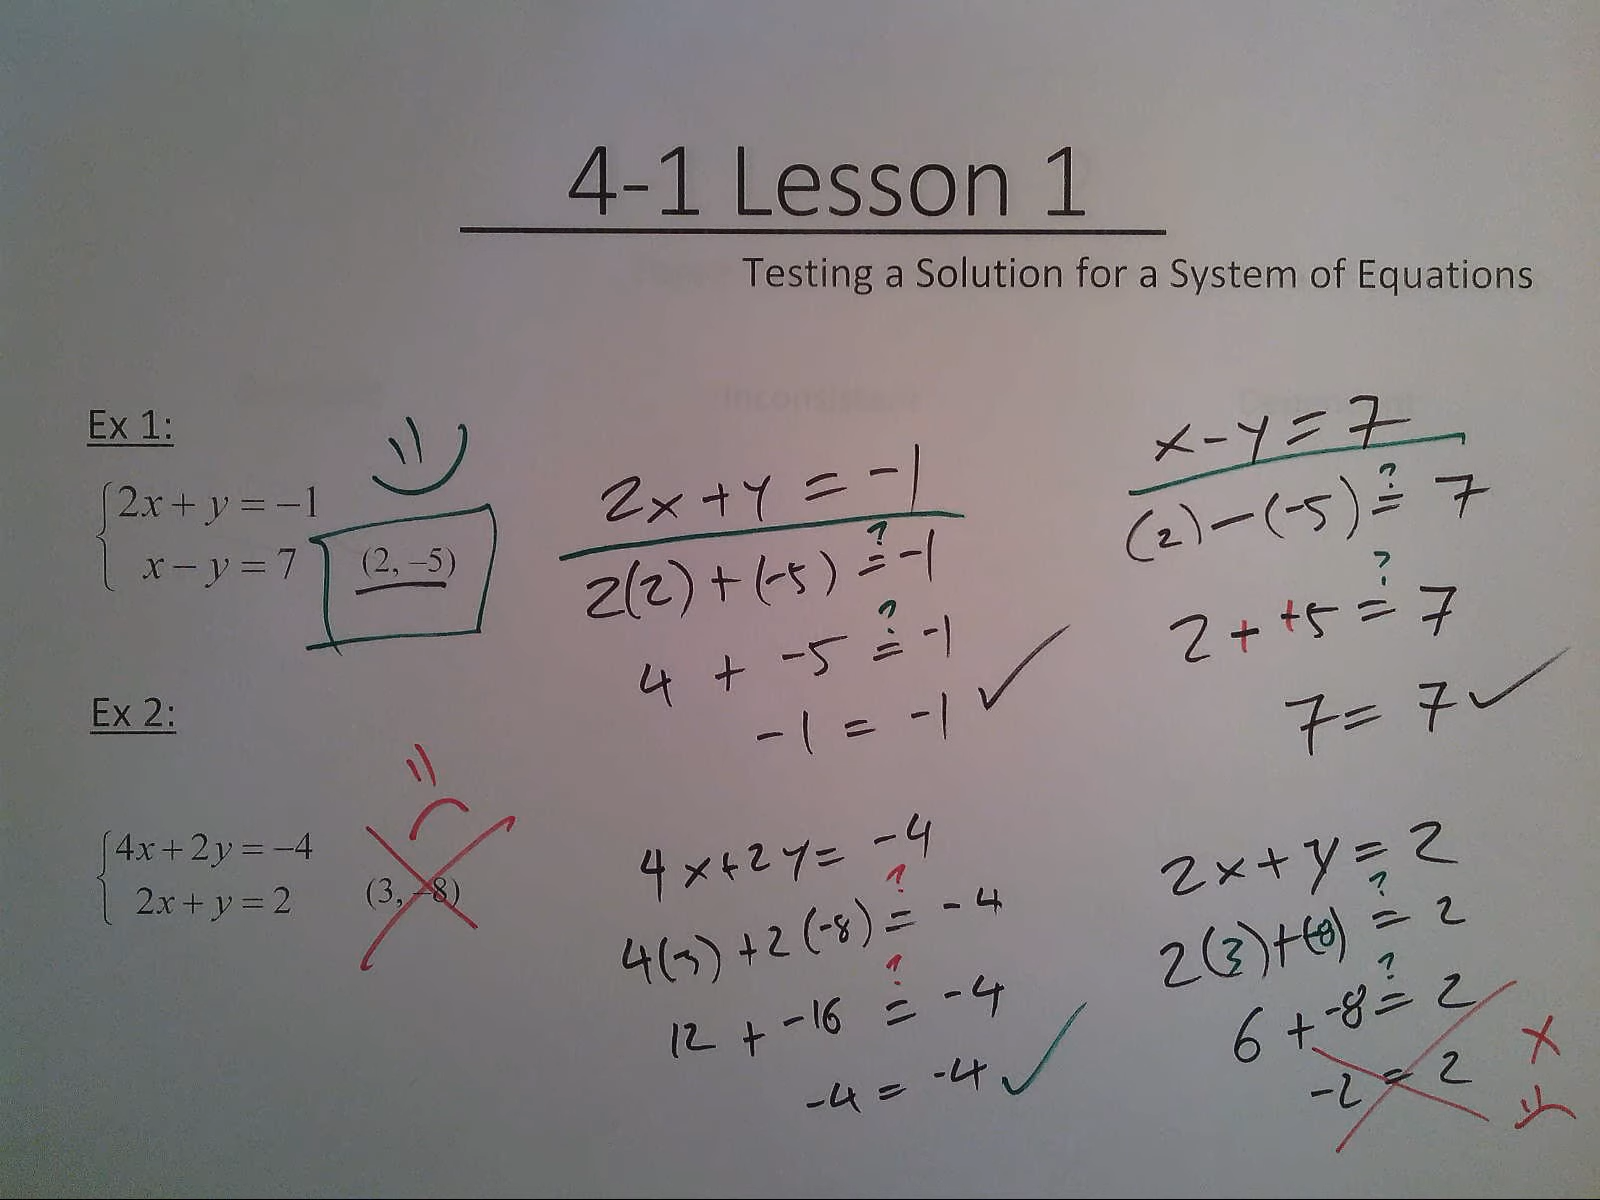 4-1 Lesson 1
Testing a Solution for a System of Equations
Ex 1:
2x + y = -1
x - y = 7
(2, -5)
2x + y = -1
2(2) + (-5) ≟ -1
4 + -5 ≟ -1
-1 = -1 ✓
x - y = 7
(2) - (-5) ≟ 7
2 + +5 ≟ 7
7 = 7 ✓
Ex 2:
4x + 2y = -4
2x + y = 2
(3, -8)
4x + 2y = -4
4(3) + 2(-8) ≟ -4
12 + -16 ≟ -4
-4 = -4 ✓
2x + y = 2
2(3) + (-8) ≟ 2
6 + -8 ≟ 2
-2 = 2 x